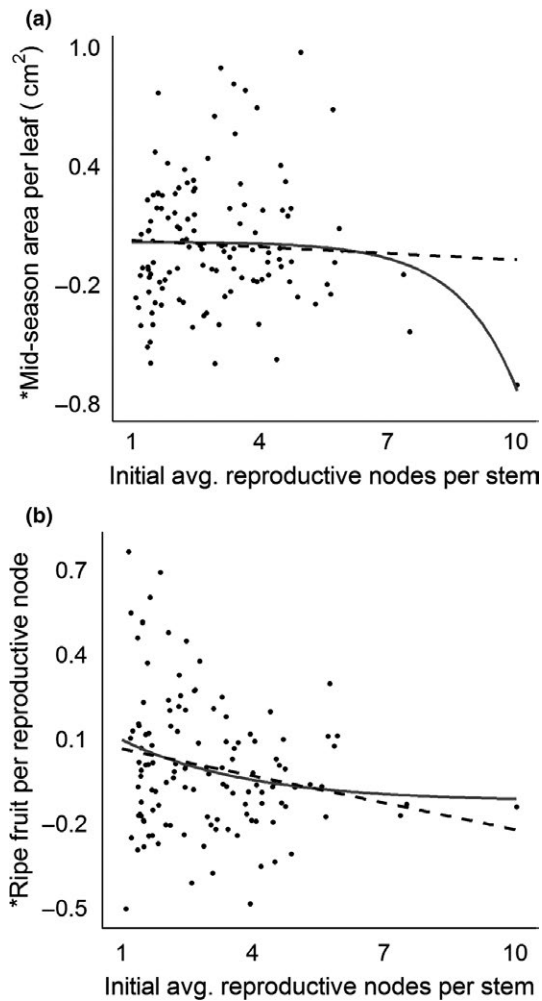 (a)
*Mid-season area per leaf ( cm²)
1.0
0.4
−0.2
−0.8
1
4
7
10
Initial avg. reproductive nodes per stem
(b)
*Ripe fruit per reproductive node
0.7
0.4
0.1
−0.2
−0.5
1
4
7
10
Initial avg. reproductive nodes per stem